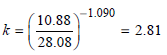 k = (10.88/28.08)^-1.090 = 2.81